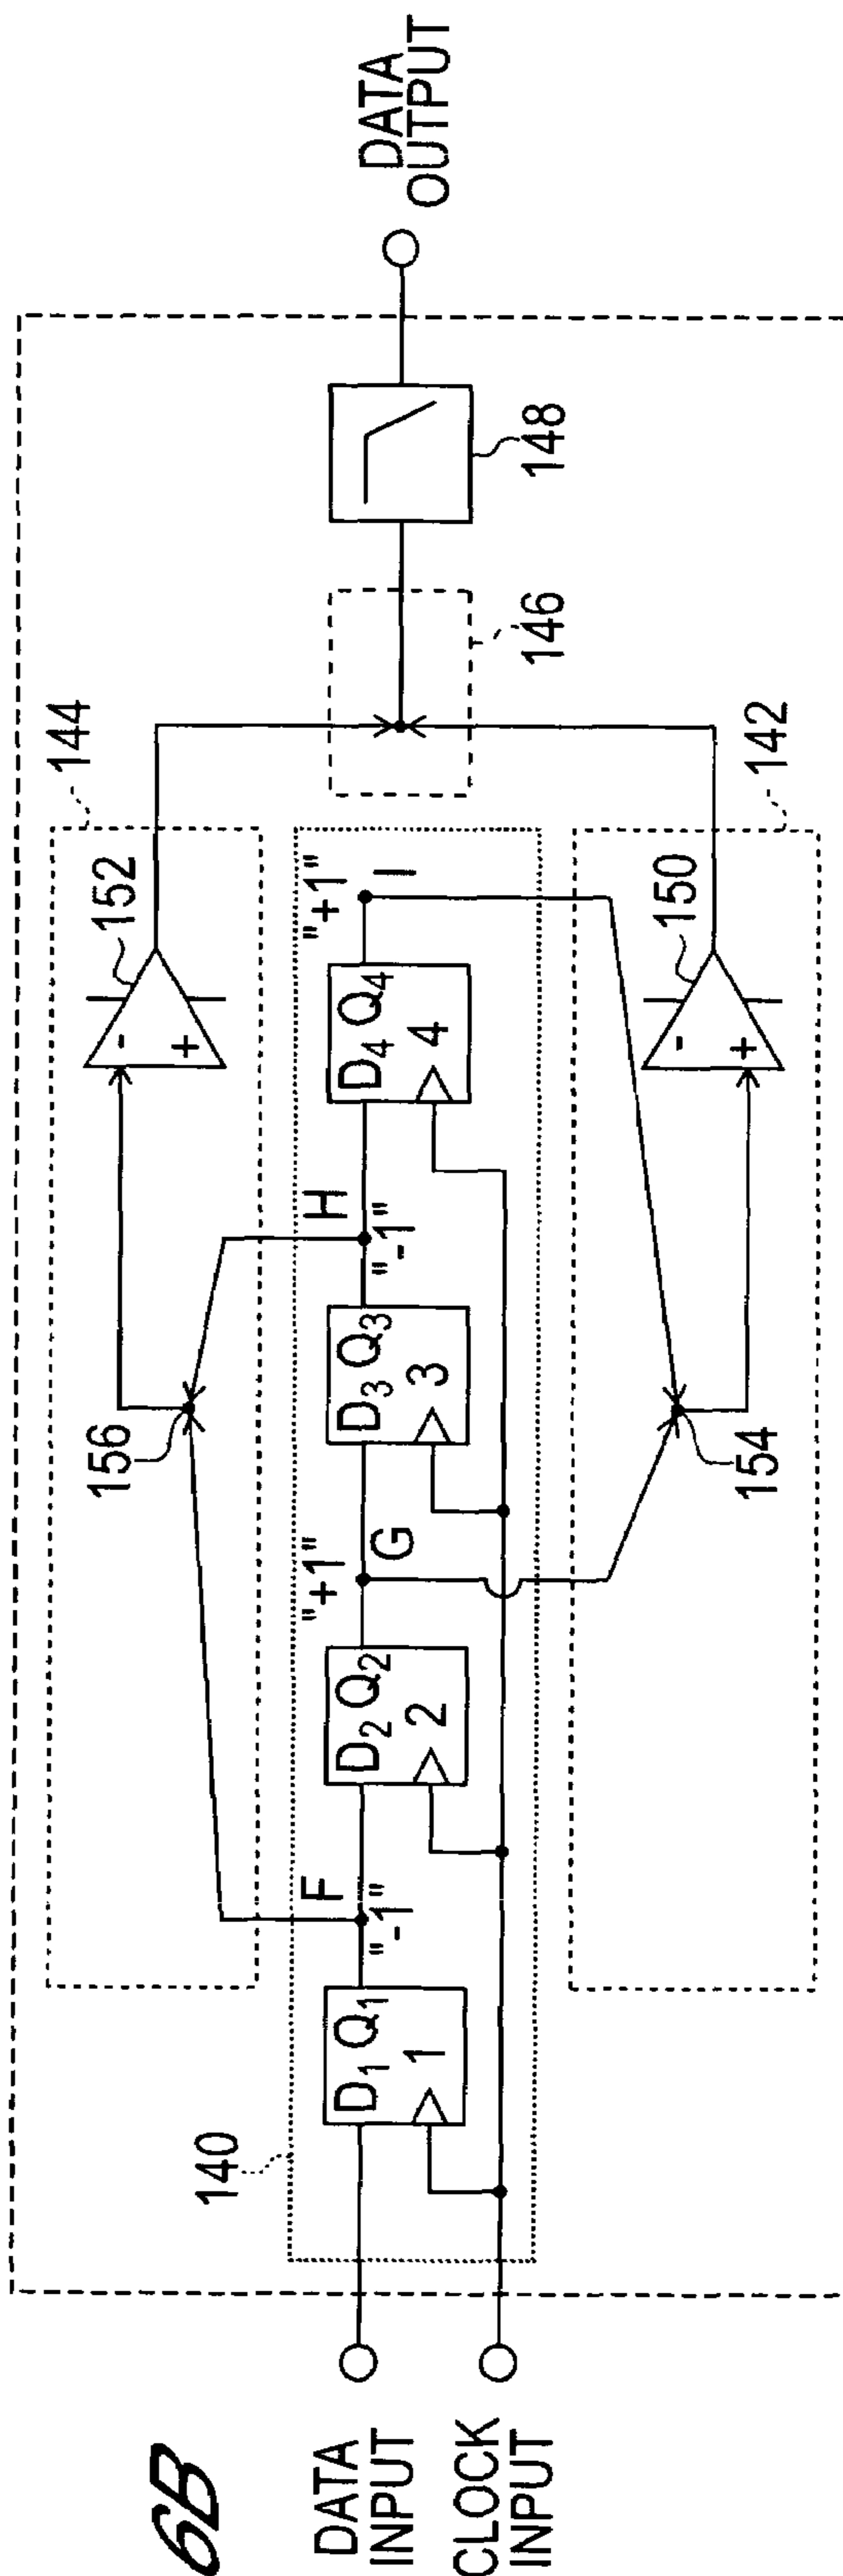 6B
DATA
INPUT
CLOCK
INPUT
140
D1 Q1
1
"-1"
F
D2 Q2
2
"+1"
G
D3 Q3
3
"-1"
H
D4 Q4
4
"+1"
I
156
-
+
152
144
154
-
+
150
142
146
148
DATA
OUTPUT